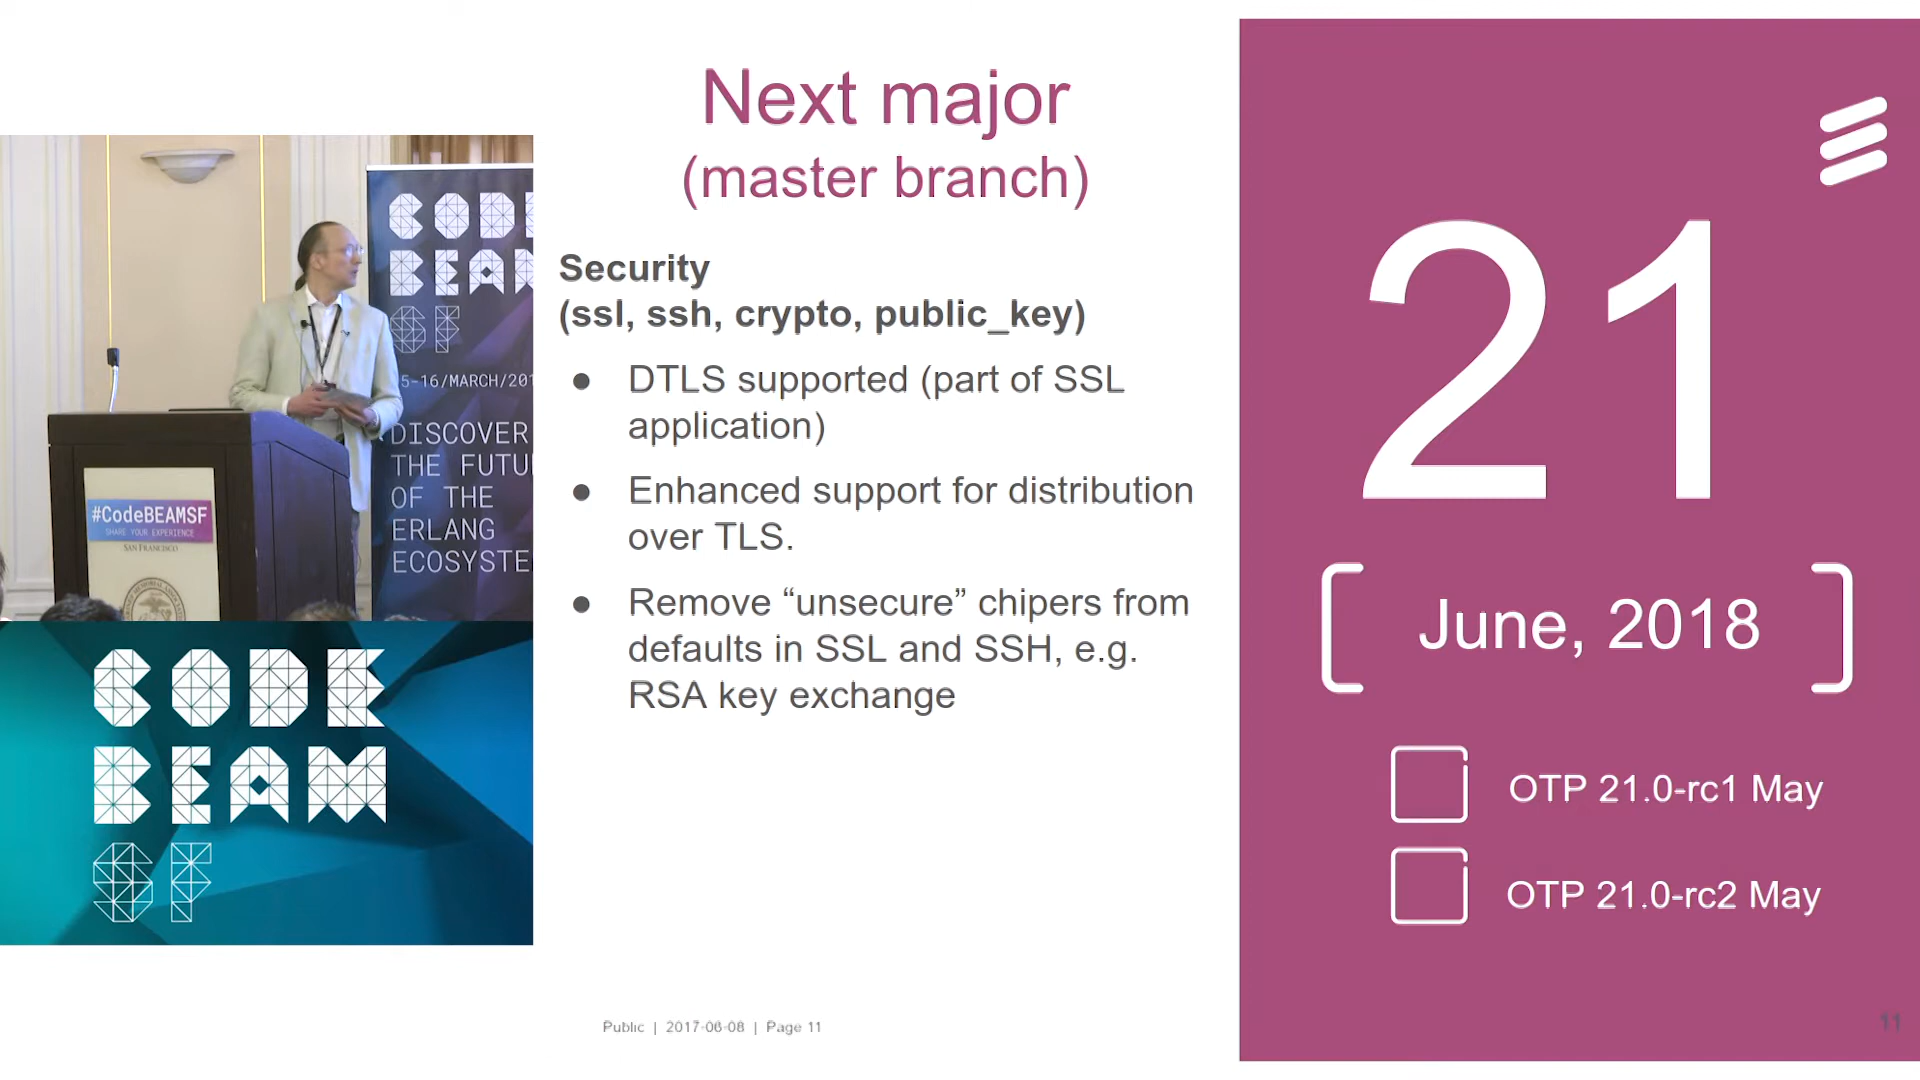 Next major
(master branch)
Security
(ssl, ssh, crypto, public_key)
● DTLS supported (part of SSL
application)
● Enhanced support for distribution
over TLS.
● Remove “unsecure” chipers from
defaults in SSL and SSH, e.g.
RSA key exchange
21
June, 2018
OTP 21.0-rc1 May
OTP 21.0-rc2 May
Public | 2017-06-08 | Page 11
11
CODE
BEAM
SF
5-16/MARCH/201
DISCOVER
THE FUTU
OF THE
ERLANG
ECOSYSTE
#CodeBEAMSF
SHARE YOUR EXPERIENCE
SAN FRANCISCO
CODE
BEAM
SF